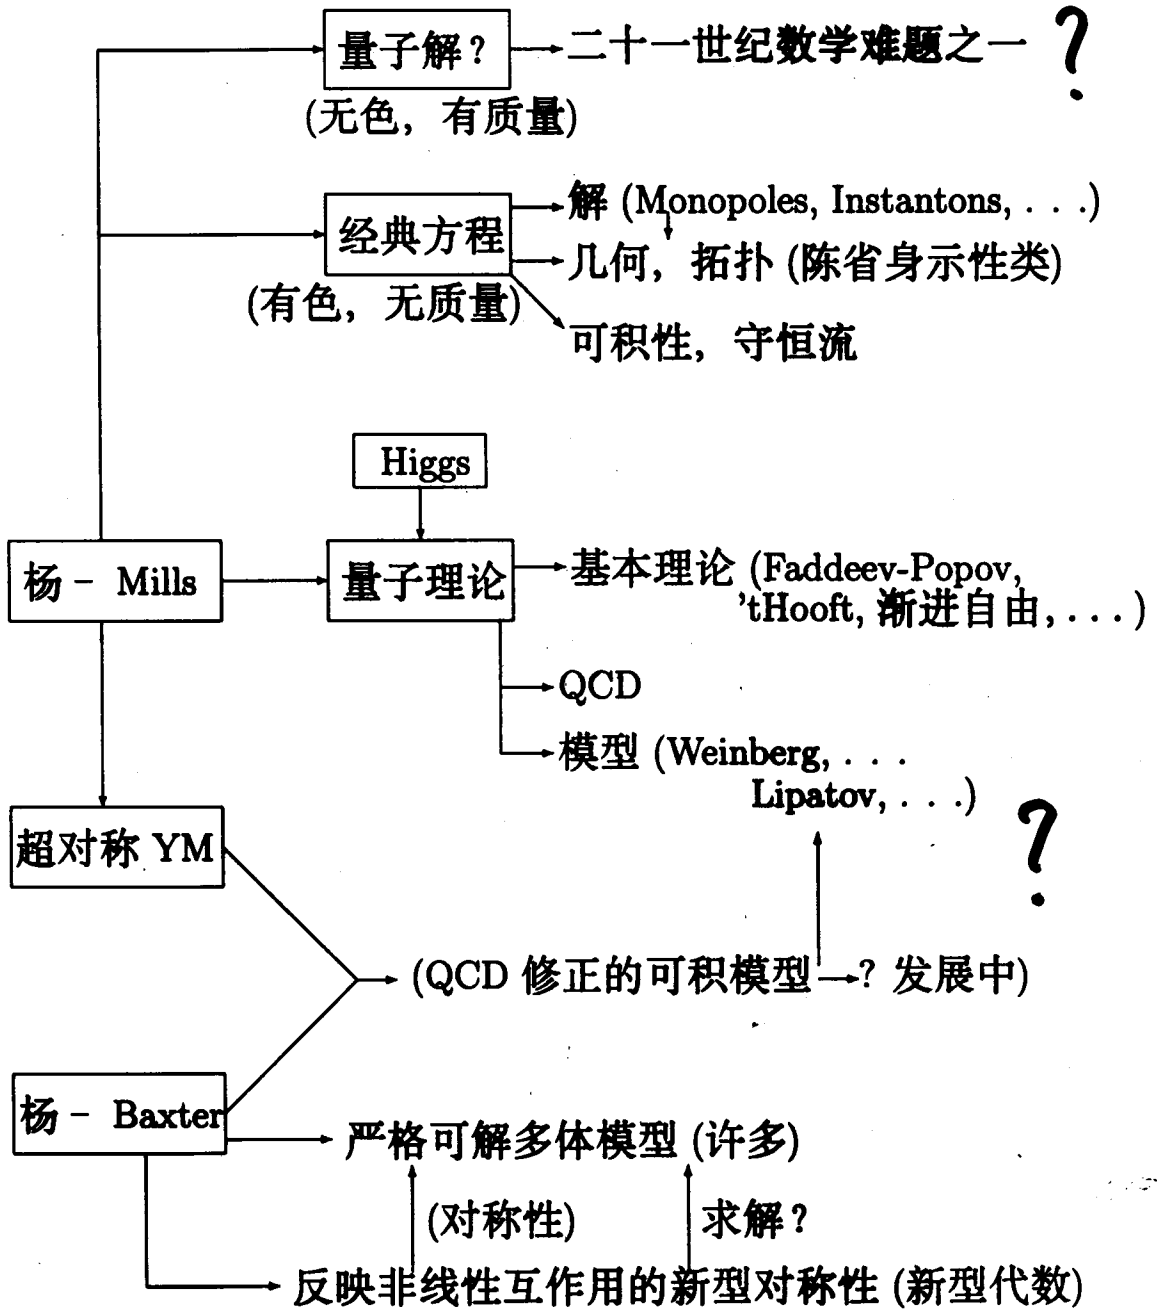 量子解？ 二十一世纪数学难题之一 ?
(无色，有质量)
解 (Monopoles, Instantons, . . .)
经典方程
几何，拓扑 (陈省身示性类)
(有色，无质量)
可积性，守恒流
Higgs
杨 - Mills 量子理论 基本理论 (Faddeev-Popov,
'tHooft, 渐进自由, . . . )
QCD
模型 (Weinberg, . . .
Lipatov, . . .)
超对称 YM ?
(QCD 修正的可积模型 ? 发展中)
杨 - Baxter
严格可解多体模型 (许多)
(对称性) 求解？
反映非线性互作用的新型对称性 (新型代数)